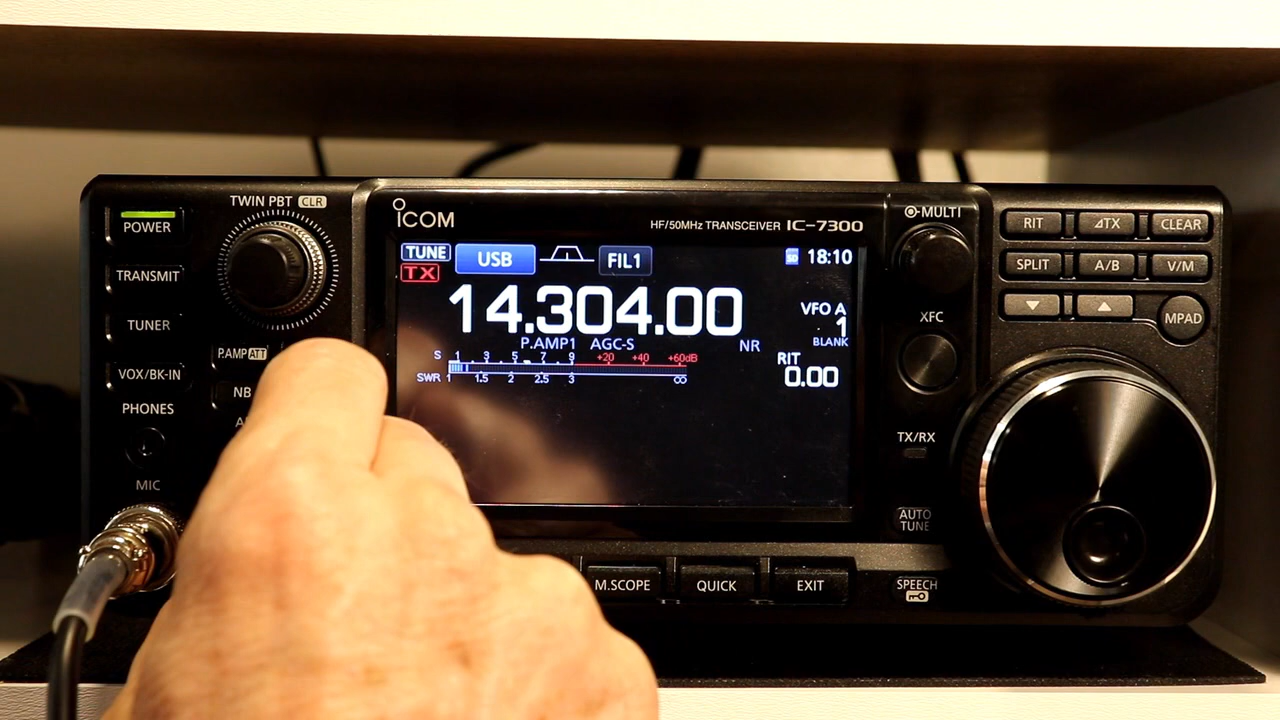 TWIN PBT CLR
POWER
TRANSMIT
TUNER
P.AMP ATT
VOX/BK-IN
NB
PHONES
MIC
ICOM
HF/50MHz TRANSCEIVER IC-7300
TUNE USB FIL1 18:10
TX
14.304.00
VFO A
1
BLANK
P.AMP1 AGC-S NR
S 1 3 5 7 9 +20 +40 +60dB
SWR 1 1.5 2 2.5 3 ∞
RIT
0.00
M.SCOPE QUICK EXIT
MULTI
XFC
TX/RX
AUTO
TUNE
SPEECH
RIT ⊿TX CLEAR
SPLIT A/B V/M
▼ ▲ MPAD